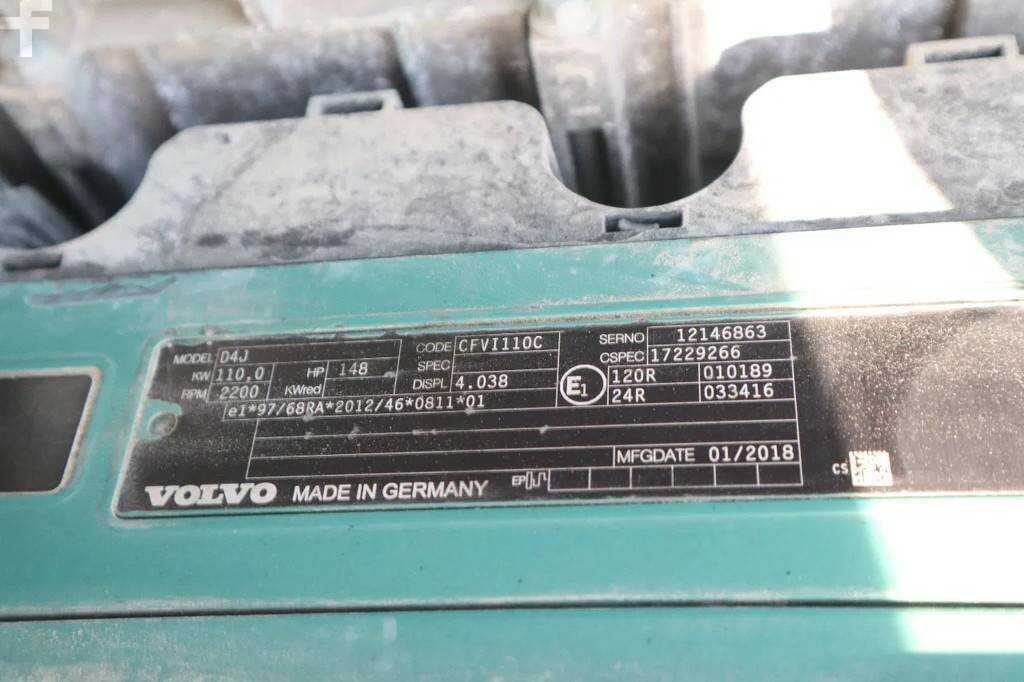 f
MODEL D4J
KW 110,0 HP 148
RPM 2200 KWred
CODE CFVI110C
SPEC
DISPL 4.038
SERNO 12146863
CSPEC 17229266
E1 120R 010189
24R 033416
e1*97/68RA*2012/46*0811*01
MFGDATE 01/2018
VOLVO MADE IN GERMANY EP CS